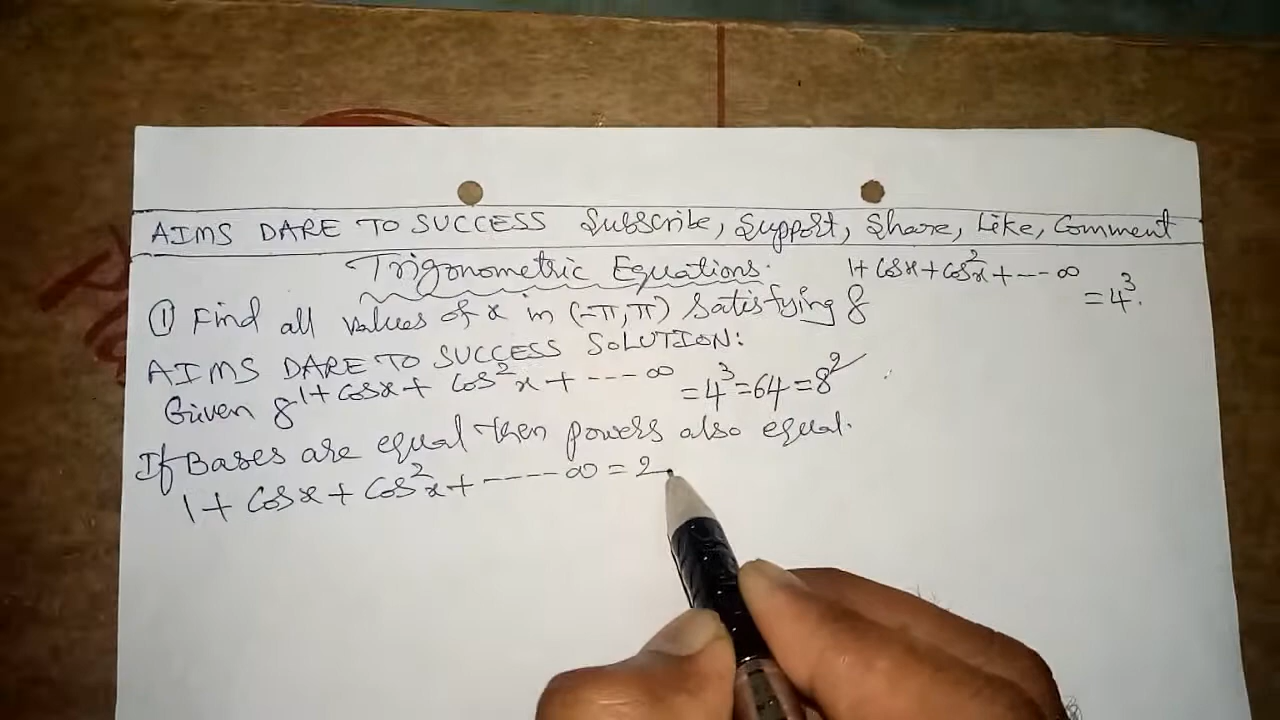 AIMS DARE TO SUCCESS Subscribe, Support, Share, Like, Comment
Trigonometric Equations.
① Find all values of x in (-π, π) Satisfying 8^(1+cosx+cos²x+----∞) = 4³.
AIMS DARE TO SUCCESS SOLUTION:
Given 8^(1+cosx+cos²x+----∞) = 4³=64=8²
If Bases are equal then powers also equal.
1+cosx+cos²x+-----∞=2